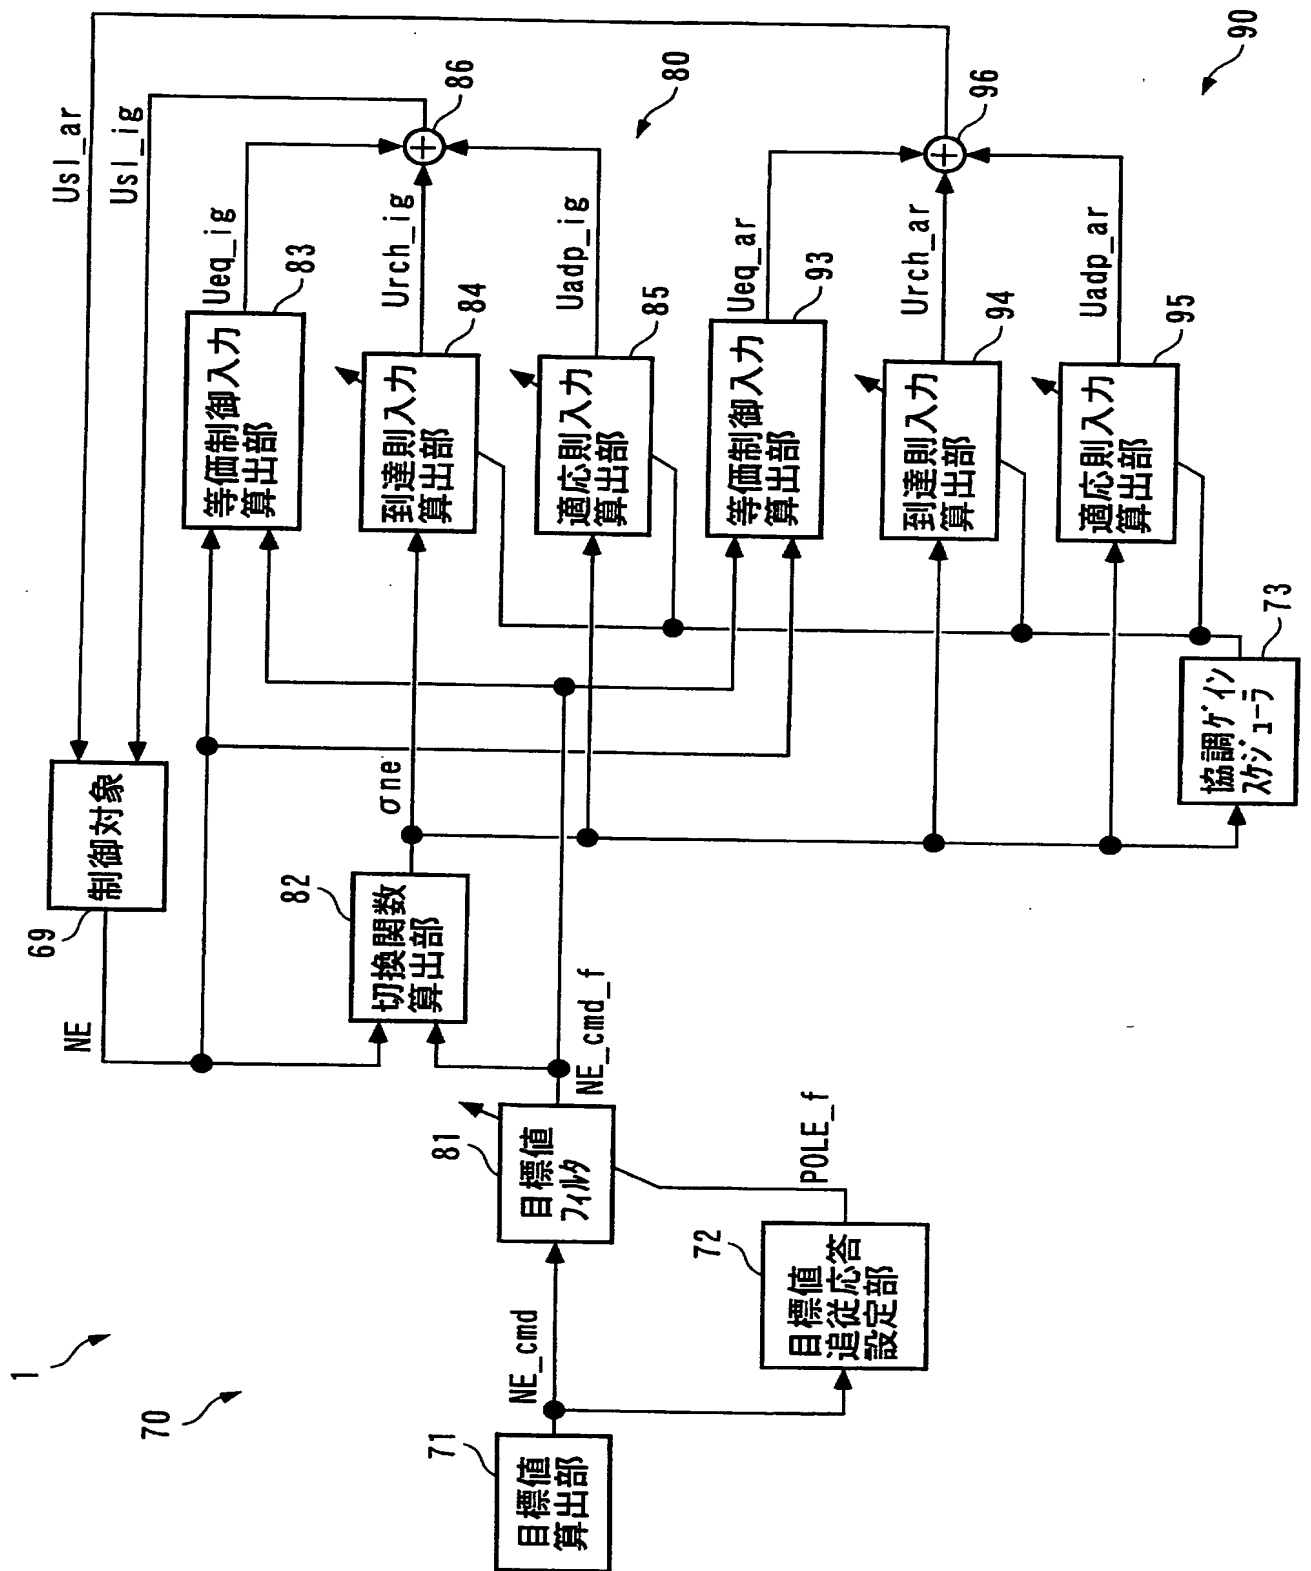 1
70
目標値
算出部
71
NE_cmd
目標値
追従応答
設定部
72
POLE_f
目標値
フィルタ
81
NE_cmd_f
切換関数
算出部
82
σne
制御対象
69
NE
Usl_ar
Usl_ig
等価制御入力
算出部
83
Ueq_ig
到達則入力
算出部
84
Urch_ig
適応則入力
算出部
85
Uadp_ig
+
86
80
等価制御入力
算出部
93
Ueq_ar
到達則入力
算出部
94
Urch_ar
適応則入力
算出部
95
Uadp_ar
+
96
90
協調ゲイン
スケジューラ
73